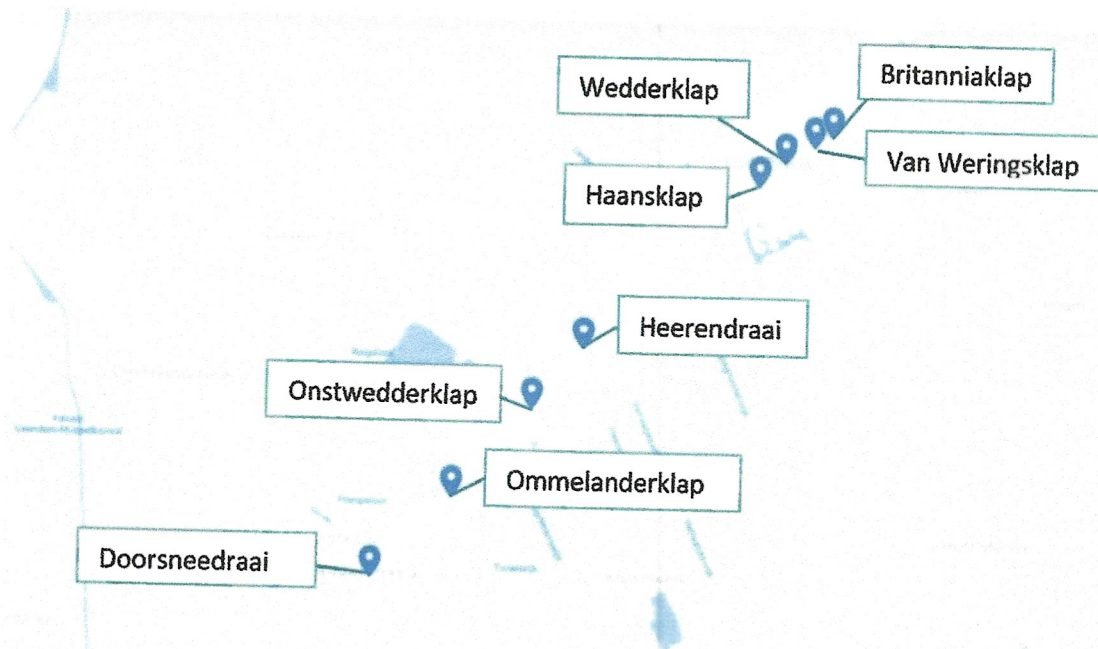 Wedderklap
Britanniaklap
Van Weringsklap
Haansklap
Heerendraai
Onstwedderklap
Ommelanderklap
Doorsneedraai